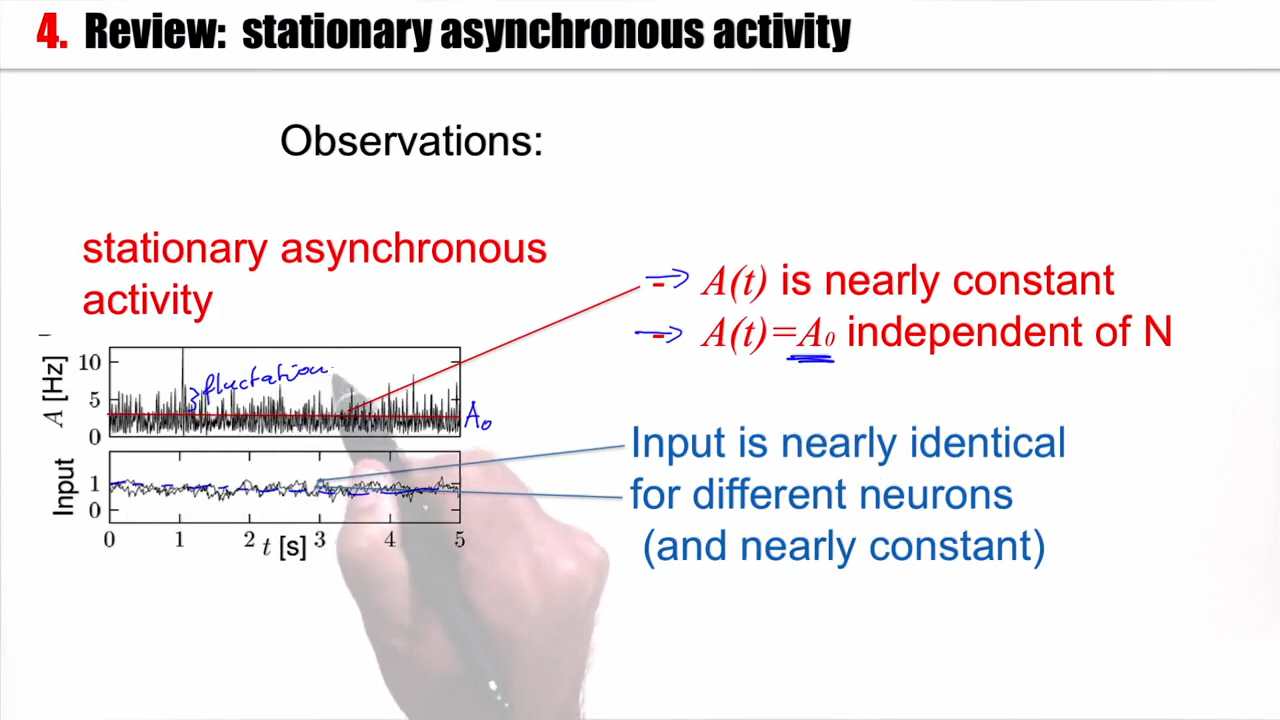 4. Review: stationary asynchronous activity
Observations:
stationary asynchronous
activity
- A(t) is nearly constant
- A(t)=A₀ independent of N
A [Hz]
10
5
0
fluctation
A₀
Input
1
0
0 1 2 3 4 5
t [s]
Input is nearly identical
for different neurons
(and nearly constant)